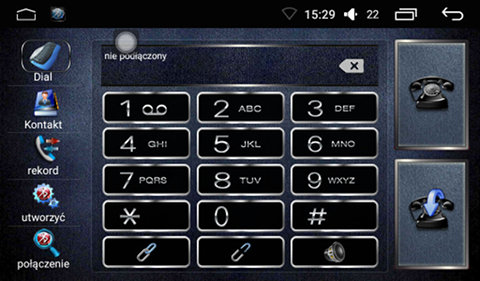 15:29 22
nie podłączony
Dial
Kontakt
rekord
utworzyć
połączenie
1
2 ABC
3 DEF
4 GHI
5 JKL
6 MNO
7 PQRS
8 TUV
9 WXYZ
*
0
#